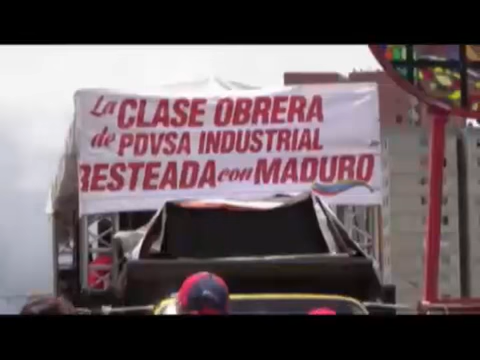 La CLASE OBRERA
de PDVSA INDUSTRIAL
RESTEADA con MADURO